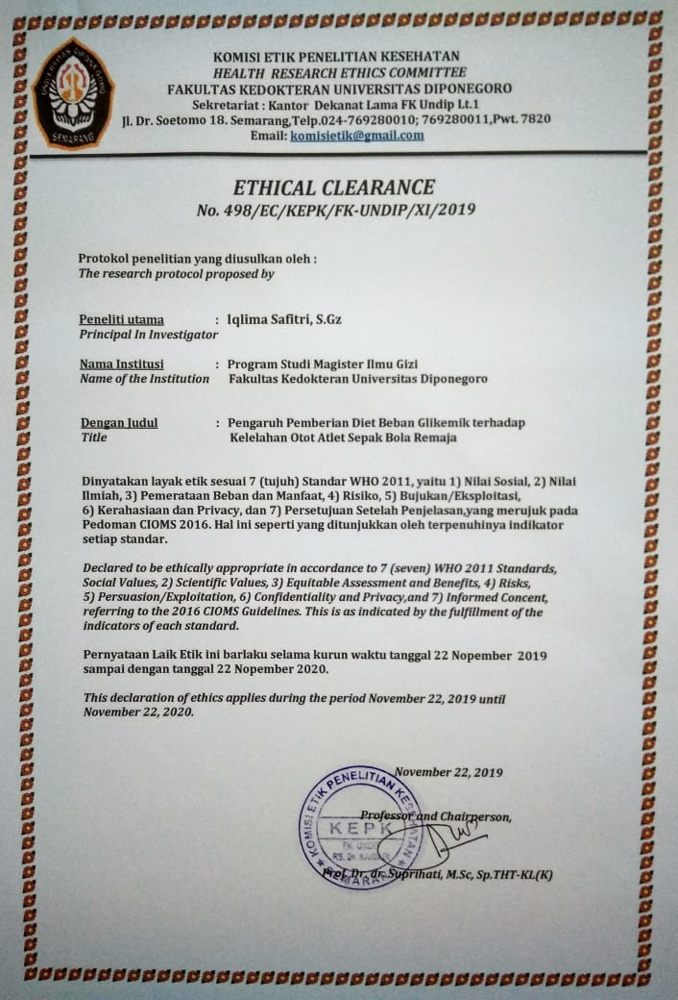 UNIVERSITAS DIPONEGORO
SEMARANG
KOMISI ETIK PENELITIAN KESEHATAN
HEALTH RESEARCH ETHICS COMMITTEE
FAKULTAS KEDOKTERAN UNIVERSITAS DIPONEGORO
Sekretariat : Kantor Dekanat Lama FK Undip Lt.1
Jl. Dr. Soetomo 18. Semarang,Telp.024-769280010; 769280011,Pwt. 7820
Email: komisietik@gmail.com
ETHICAL CLEARANCE
No. 498/EC/KEPK/FK-UNDIP/XI/2019
Protokol penelitian yang diusulkan oleh :
The research protocol proposed by
Peneliti utama : Iqlima Safitri, S.Gz
Principal In Investigator
Nama Institusi : Program Studi Magister Ilmu Gizi
Name of the Institution Fakultas Kedokteran Universitas Diponegoro
Dengan Judul : Pengaruh Pemberian Diet Beban Glikemik terhadap
Title Kelelahan Otot Atlet Sepak Bola Remaja
Dinyatakan layak etik sesuai 7 (tujuh) Standar WHO 2011, yaitu 1) Nilai Sosial, 2) Nilai
Ilmiah, 3) Pemerataan Beban dan Manfaat, 4) Risiko, 5) Bujukan/Eksploitasi,
6) Kerahasiaan dan Privacy, dan 7) Persetujuan Setelah Penjelasan,yang merujuk pada
Pedoman CIOMS 2016. Hal ini seperti yang ditunjukkan oleh terpenuhinya indikator
setiap standar.
Declared to be ethically appropriate in accordance to 7 (seven) WHO 2011 Standards,
Social Values, 2) Scientific Values, 3) Equitable Assessment and Benefits, 4) Risks,
5) Persuasion/Exploitation, 6) Confidentiality and Privacy,and 7) Informed Concent,
referring to the 2016 CIOMS Guidelines. This is as indicated by the fulfillment of the
indicators of each standard.
Pernyataan Laik Etik ini barlaku selama kurun waktu tanggal 22 Nopember 2019
sampai dengan tanggal 22 Nopember 2020.
This declaration of ethics applies during the period November 22, 2019 until
November 22, 2020.
November 22, 2019
Professor and Chairperson,
KOMISI ETIK PENELITIAN KESEHATAN
KEPK
FK UNDIP
RS. Dr. KARIADI
SEMARANG
Prof. Dr. dr. Suprihati, M.Sc, Sp.THT-KL(K)